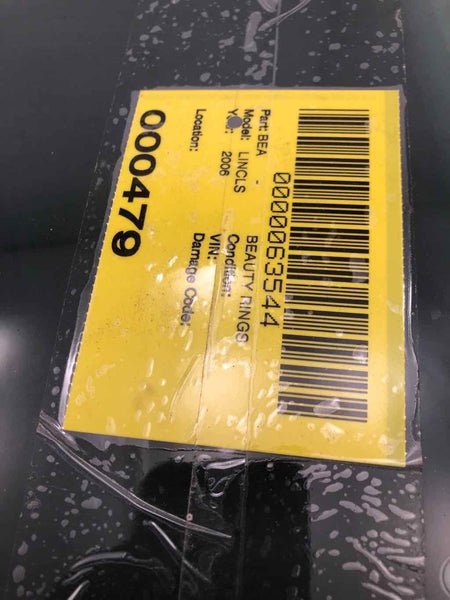 0000063544
Part: BEA BEAUTY RINGS
Model: LINCLS Condition:
Year: 2006 VIN:
Damage Code:
Location:
000479